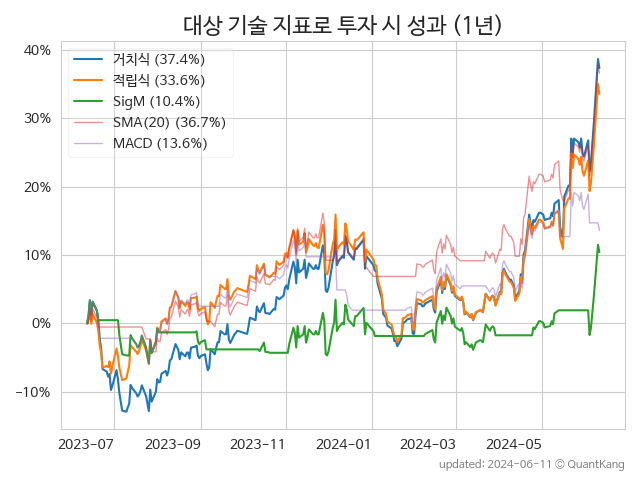 대상 기술 지표로 투자 시 성과 (1년)
40%
30%
20%
10%
0%
−10%
거치식 (37.4%)
적립식 (33.6%)
SigM (10.4%)
SMA(20) (36.7%)
MACD (13.6%)
2023-07
2023-09
2023-11
2024-01
2024-03
2024-05
updated: 2024-06-11 © QuantKang